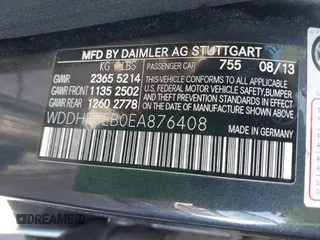 MFD BY DAIMLER AG STUTTGART
KG LBS PASSENGER CAR 755 08/13
GVWR 2365 5214
GAWR FRONT 1135 2502
GAWR REAR 1260 2778
THIS VEHICLE CONFORMS TO ALL APPLICABLE
U.S. FEDERAL MOTOR VEHICLE SAFETY, BUMPER
AND THEFT PREVENTION STANDARDS IN EFFECT
ON THE DATE OF MANUFACTURE SHOWN ABOVE.
EB0EA876408
MADE IN GERMANY
DREAMBID